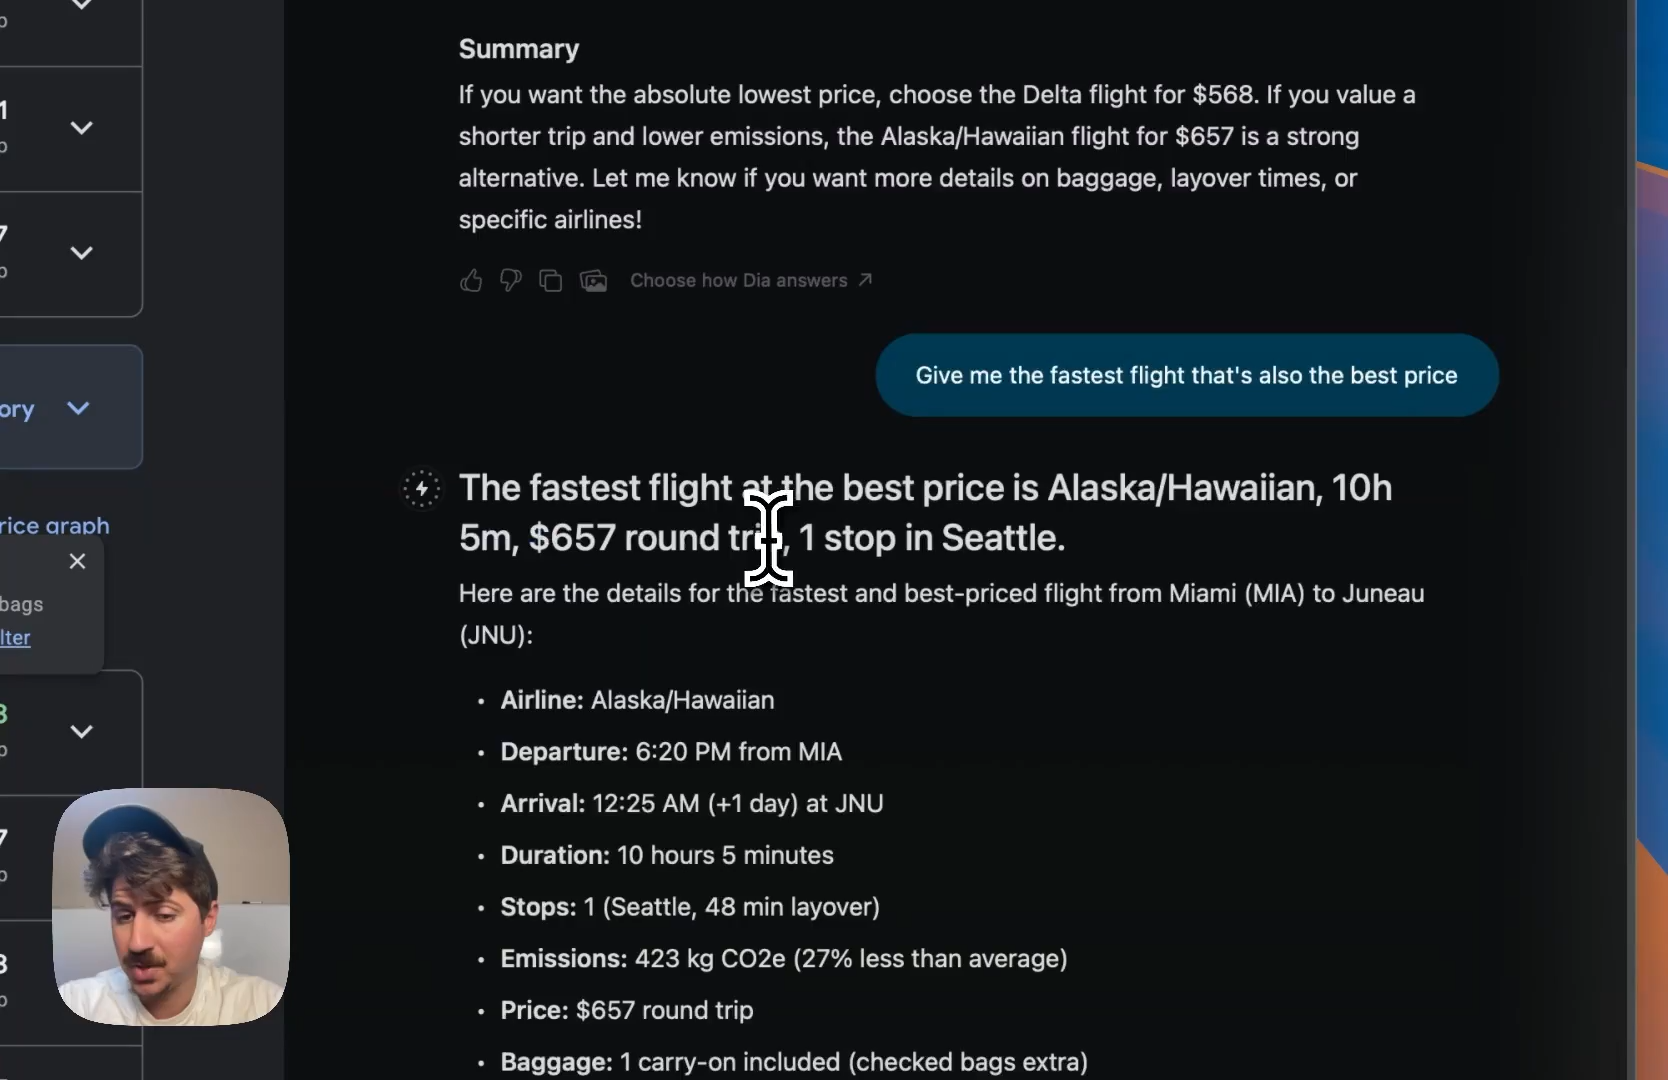 Summary
If you want the absolute lowest price, choose the Delta flight for $568. If you value a
shorter trip and lower emissions, the Alaska/Hawaiian flight for $657 is a strong
alternative. Let me know if you want more details on baggage, layover times, or
specific airlines!
Choose how Dia answers ↗
Give me the fastest flight that's also the best price
The fastest flight at the best price is Alaska/Hawaiian, 10h
5m, $657 round trip, 1 stop in Seattle.
Here are the details for the fastest and best-priced flight from Miami (MIA) to Juneau
(JNU):
• Airline: Alaska/Hawaiian
• Departure: 6:20 PM from MIA
• Arrival: 12:25 AM (+1 day) at JNU
• Duration: 10 hours 5 minutes
• Stops: 1 (Seattle, 48 min layover)
• Emissions: 423 kg CO2e (27% less than average)
• Price: $657 round trip
• Baggage: 1 carry-on included (checked bags extra)
ory
rice graph
bags
lter